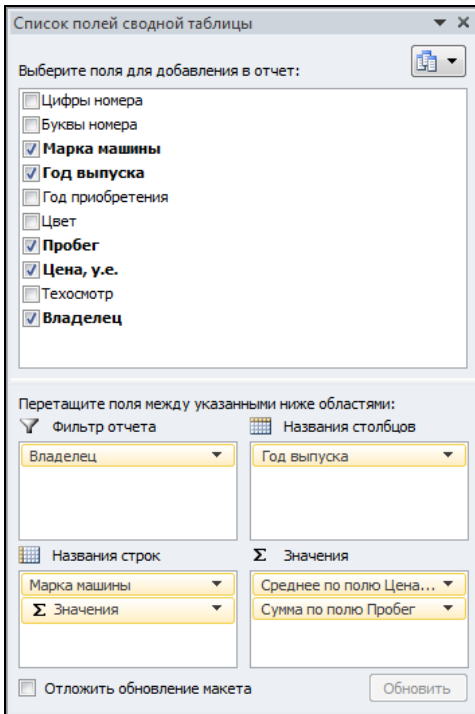 Список полей сводной таблицы
Выберите поля для добавления в отчет:
Цифры номера
Буквы номера
Марка машины
Год выпуска
Год приобретения
Цвет
Пробег
Цена, у.е.
Техосмотр
Владелец
Перетащите поля между указанными ниже областями:
Фильтр отчета
Названия столбцов
Владелец
Год выпуска
Названия строк
Σ Значения
Марка машины
Среднее по полю Цена...
Σ Значения
Сумма по полю Пробег
Отложить обновление макета
Обновить